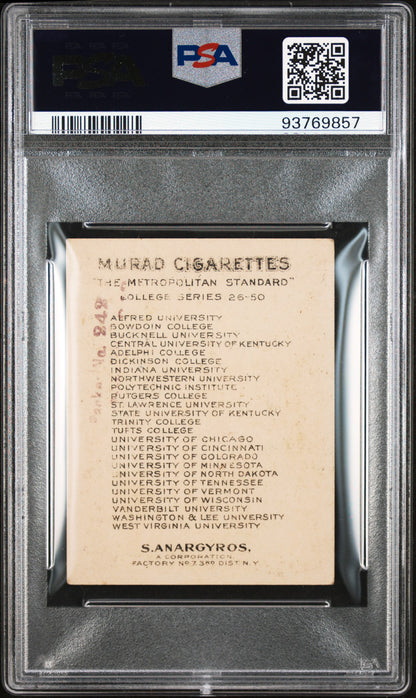 PSA
PSA
93769857
MURAD CIGARETTES
"THE METROPOLITAN STANDARD"
COLLEGE SERIES 26-50
ALFRED UNIVERSITY
BOWDOIN COLLEGE
BUCKNELL UNIVERSITY
CENTRAL UNIVERSITY OF KENTUCKY
ADELPHI COLLEGE
DICKINSON COLLEGE
INDIANA UNIVERSITY
NORTHWESTERN UNIVERSITY
POLYTECHNIC INSTITUTE
RUTGERS COLLEGE
ST. LAWRENCE UNIVERSITY
STATE UNIVERSITY OF KENTUCKY
TRINITY COLLEGE
TUFTS COLLEGE
UNIVERSITY OF CHICAGO
UNIVERSITY OF CINCINNATI
UNIVERSITY OF COLORADO
UNIVERSITY OF MINNESOTA
UNIVERSITY OF NORTH DAKOTA
UNIVERSITY OF TENNESSEE
UNIVERSITY OF VERMONT
UNIVERSITY OF WISCONSIN
VANDERBILT UNIVERSITY
WASHINGTON & LEE UNIVERSITY
WEST VIRGINIA UNIVERSITY
S. ANARGYROS,
A CORPORATION.
FACTORY NO. 7. 3RD DIST. N.Y